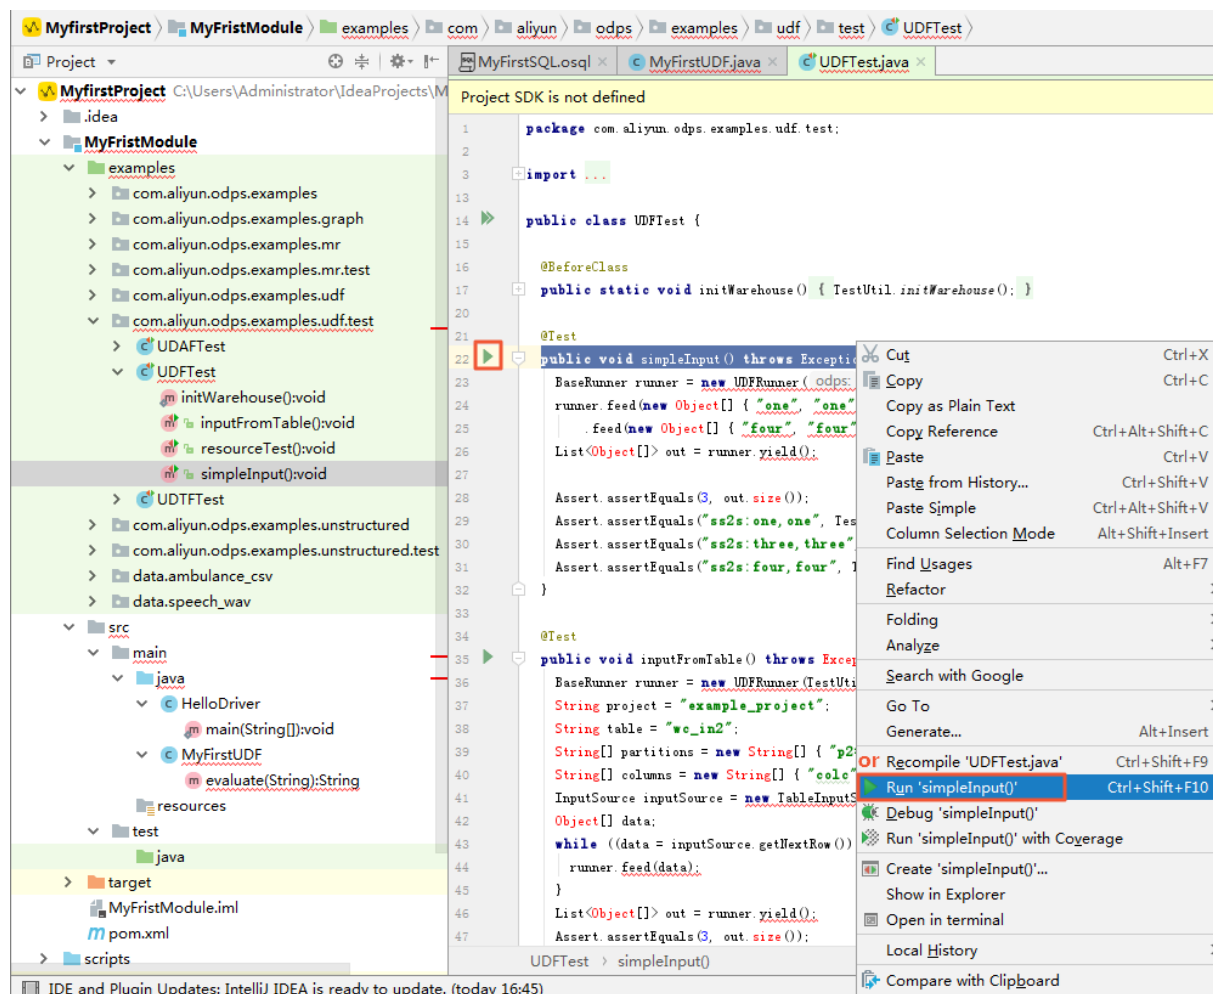 MyfirstProject MyFristModule examples com aliyun odps examples udf test UDFTest
Project
MyFirstSQL.osql MyFirstUDF.java UDFTest.java
MyfirstProject C:\Users\Administrator\IdeaProjects\M
.idea
MyFristModule
examples
com.aliyun.odps.examples
com.aliyun.odps.examples.graph
com.aliyun.odps.examples.mr
com.aliyun.odps.examples.mr.test
com.aliyun.odps.examples.udf
com.aliyun.odps.examples.udf.test
UDAFTest
UDFTest
initWarehouse():void
inputFromTable():void
resourceTest():void
simpleInput():void
UDTFTest
com.aliyun.odps.examples.unstructured
com.aliyun.odps.examples.unstructured.test
data.ambulance_csv
data.speech_wav
src
main
java
HelloDriver
main(String[]):void
MyFirstUDF
evaluate(String):String
resources
test
java
target
MyFristModule.iml
pom.xml
scripts
Project SDK is not defined
1 package com.aliyun.odps.examples.udf.test;
2
3 import ...
13
14 public class UDFTest {
15
16 @BeforeClass
17 public static void initWarehouse() { TestUtil.initWarehouse(); }
20
21 @Test
22 public void simpleInput() throws Exceptio
23 BaseRunner runner = new UDFRunner( odps:
24 runner.feed(new Object[] { "one", "one"
25 .feed(new Object[] { "four", "four"
26 List<Object[]> out = runner.yield();
27
28 Assert.assertEquals(3, out.size());
29 Assert.assertEquals("ss2s:one,one", Tes
30 Assert.assertEquals("ss2s:three,three"
31 Assert.assertEquals("ss2s:four,four", T
32 }
33
34 @Test
35 public void inputFromTable() throws Excep
36 BaseRunner runner = new UDFRunner(TestUti
37 String project = "example_project";
38 String table = "wc_in2";
39 String[] partitions = new String[] { "p2
40 String[] columns = new String[] { "colc"
41 InputSource inputSource = new TableInputS
42 Object[] data;
43 while ((data = inputSource.getNextRow())
44 runner.feed(data);
45 }
46 List<Object[]> out = runner.yield();
47 Assert.assertEquals(3, out.size());
UDFTest simpleInput()
Cut Ctrl+X
Copy Ctrl+C
Copy as Plain Text
Copy Reference Ctrl+Alt+Shift+C
Paste Ctrl+V
Paste from History... Ctrl+Shift+V
Paste Simple Ctrl+Alt+Shift+V
Column Selection Mode Alt+Shift+Insert
Find Usages Alt+F7
Refactor
Folding
Analyze
Search with Google
Go To
Generate... Alt+Insert
Recompile 'UDFTest.java' Ctrl+Shift+F9
Run 'simpleInput()' Ctrl+Shift+F10
Debug 'simpleInput()'
Run 'simpleInput()' with Coverage
Create 'simpleInput()'...
Show in Explorer
Open in terminal
Local History
Compare with Clipboard
IDE and Plugin Updates: IntelliJ IDEA is ready to update. (today 16:45)